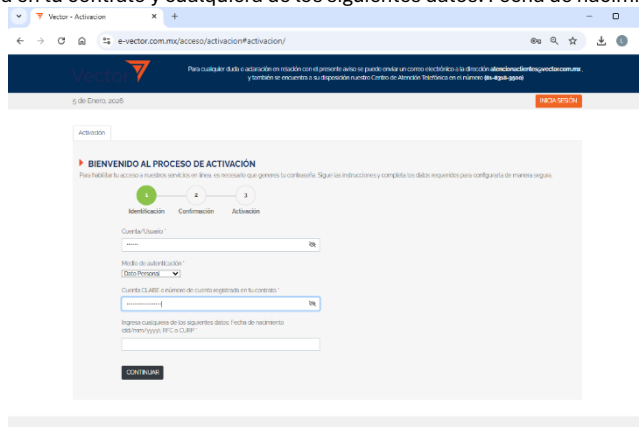 a en tu contrato y cualquiera de los siguientes datos: Fecha de nacimi
Vector - Activacion
e-vector.com.mx/acceso/activacion#activacion/
Vector
Para cualquier duda o aclaración en relación con el presente aviso se puede enviar un correo electrónico a la dirección atencionaclientes@vector.com.mx,
y también se encuentra a su disposición nuestro Centro de Atención Telefónica en el número (81-8318-3500)
5 de Enero, 2026
INICIA SESIÓN
Activación
BIENVENIDO AL PROCESO DE ACTIVACIÓN
Para habilitar tu acceso a nuestros servicios en línea, es necesario que generes tu contraseña. Sigue las instrucciones y completa los datos requeridos para configurarla de manera segura.
1 2 3
Identificación Confirmación Activación
Cuenta/Usuario *
Medio de autentificación *
Dato Personal
Cuenta CLABE o número de cuenta registrada en tu contrato. *
Ingresa cualquiera de los siguientes datos: Fecha de nacimiento
(dd/mm/yyyy), RFC o CURP *
CONTINUAR